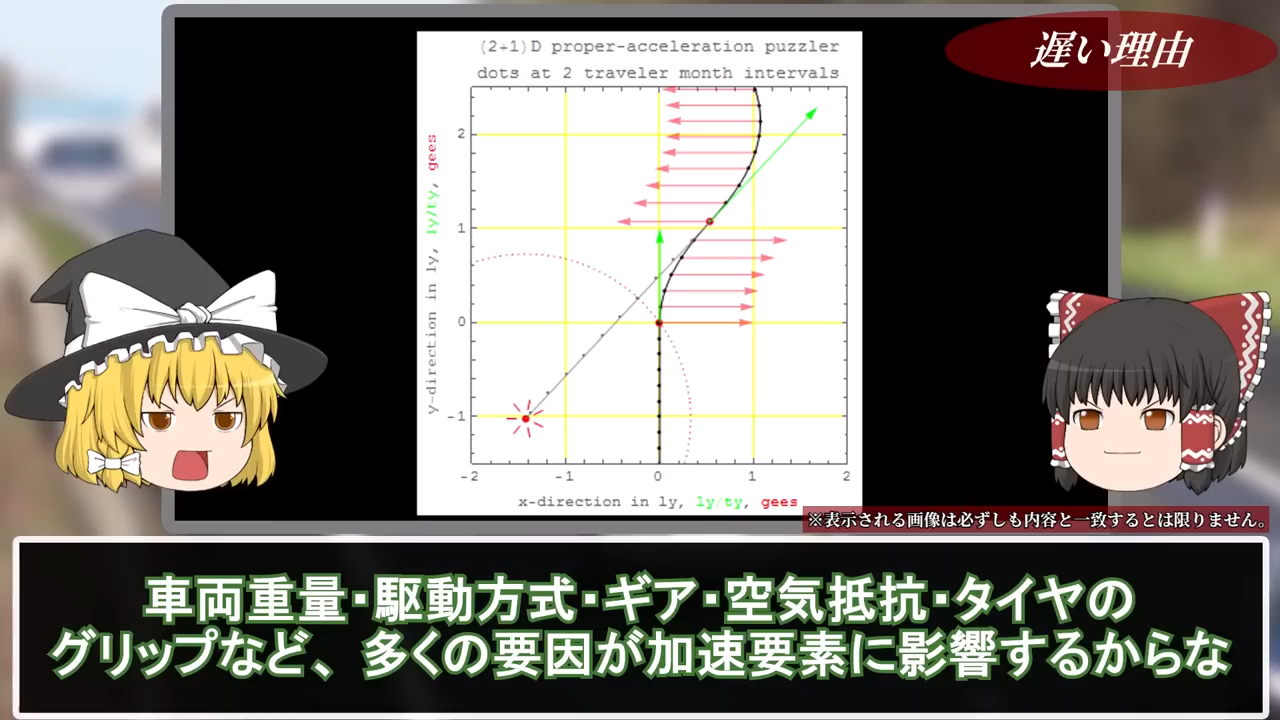 遅い理由
(2+1)D proper-acceleration puzzler
dots at 2 traveler month intervals
y-direction in ly, ly/ty, gees
2
1
0
-1
-2
-1
0
1
2
x-direction in ly, ly/ty, gees
※表示される画像は必ずしも内容と一致するとは限りません。
車両重量・駆動方式・ギア・空気抵抗・タイヤの
グリップなど、多くの要因が加速要素に影響するからな